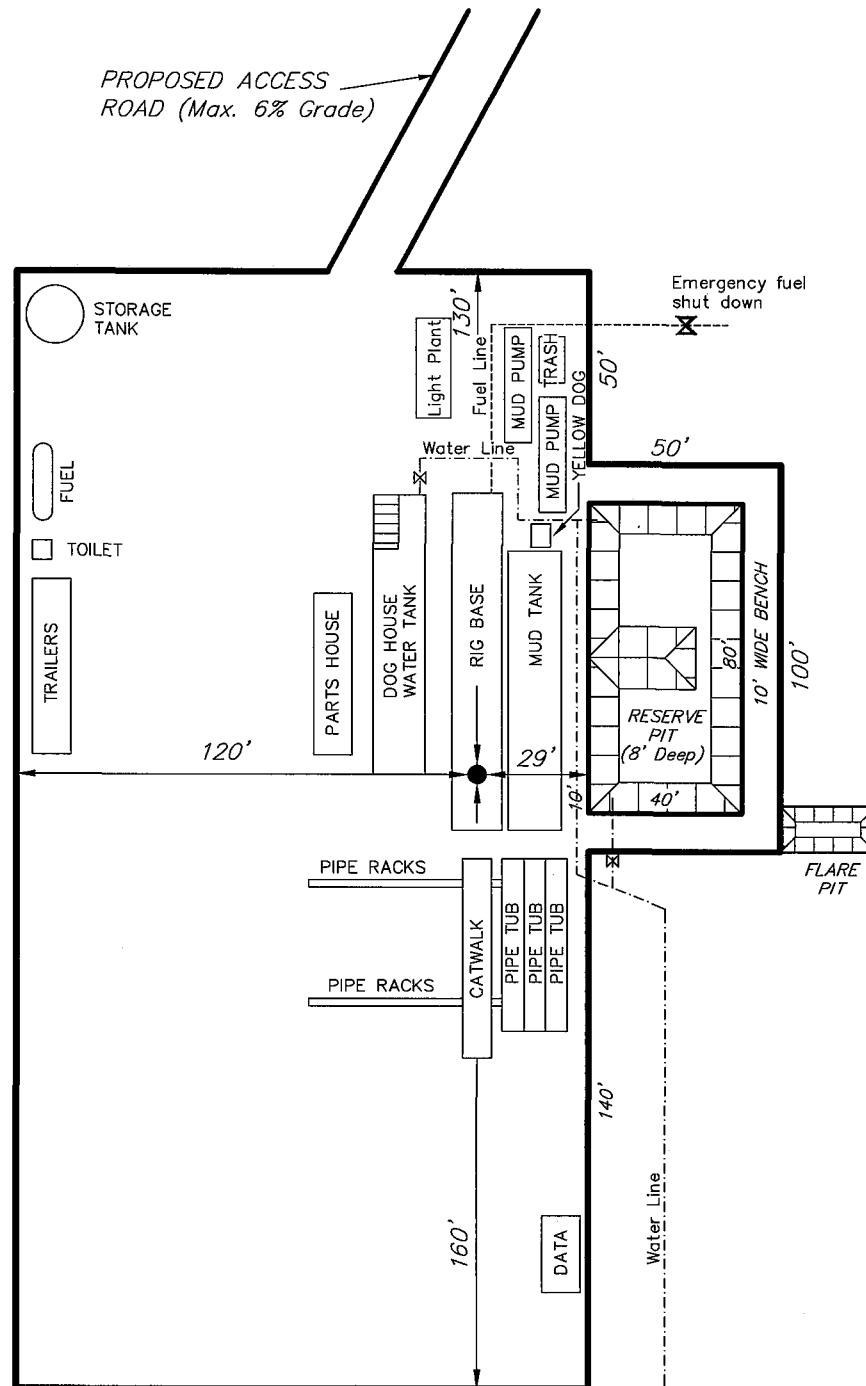 PROPOSED ACCESS
ROAD (Max. 6% Grade)
STORAGE
TANK
Light Plant
130'
Fuel Line
MUD PUMP
TRASH
MUD PUMP
YELLOW DOG
50'
Emergency fuel
shut down
Water Line
50'
FUEL
TOILET
TRAILERS
PARTS HOUSE
DOG HOUSE
WATER TANK
RIG BASE
MUD TANK
80'
10' WIDE BENCH
100'
RESERVE
PIT
(8' Deep)
120'
29'
10'
40'
FLARE
PIT
PIPE RACKS
PIPE RACKS
CATWALK
PIPE TUB
PIPE TUB
PIPE TUB
140'
160'
DATA
Water Line